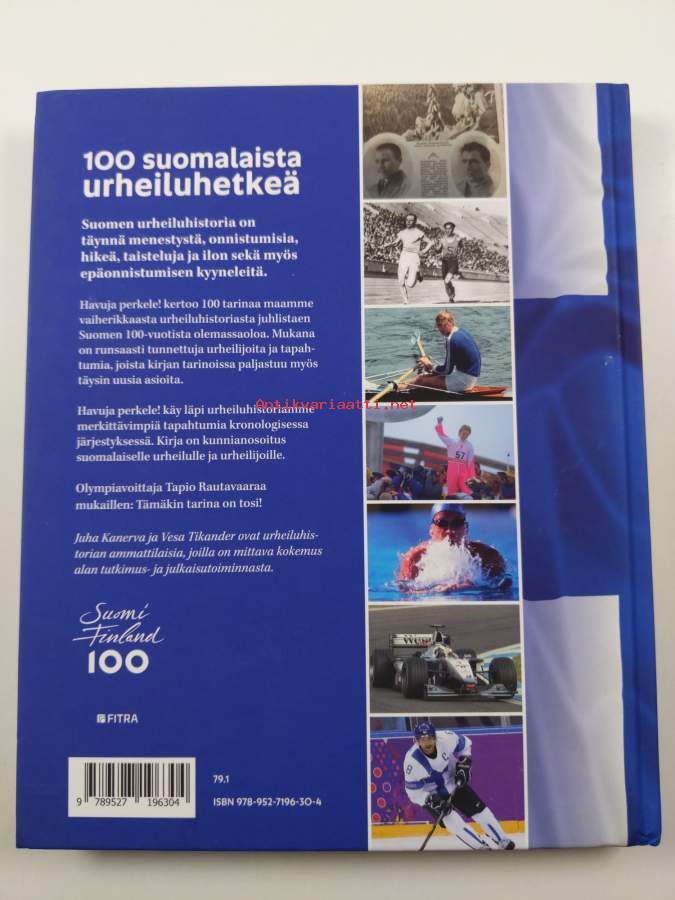 100 suomalaista
urheiluhetkeä
Suomen urheiluhistoria on
täynnä menestystä, onnistumisia,
hikeä, taisteluja ja ilon sekä myös
epäonnistumisen kyyneleitä.
Havuja perkele! kertoo 100 tarinaa maamme
vaiherikkaasta urheiluhistoriasta juhlistaen
Suomen 100-vuotista olemassaoloa. Mukana
on runsaasti tunnettuja urheilijoita ja tapah-
tumia, joista kirjan tarinoissa paljastuu myös
täysin uusia asioita.
Antikvariaatti.net
Havuja perkele! käy läpi urheiluhistoriamme
merkittävimpiä tapahtumia kronologisessa
järjestyksessä. Kirja on kunnianosoitus
suomalaiselle urheilulle ja urheilijoille.
Olympiavoittaja Tapio Rautavaaraa
mukaillen: Tämäkin tarina on tosi!
Juha Kanerva ja Vesa Tikander ovat urheiluhis-
torian ammattilaisia, joilla on mittava kokemus
alan tutkimus- ja julkaisutoiminnasta.
Suomi
Finland
100
FITRA
79.1
ISBN 978-952-7196-30-4
9 789527 196304
57
West
8
C